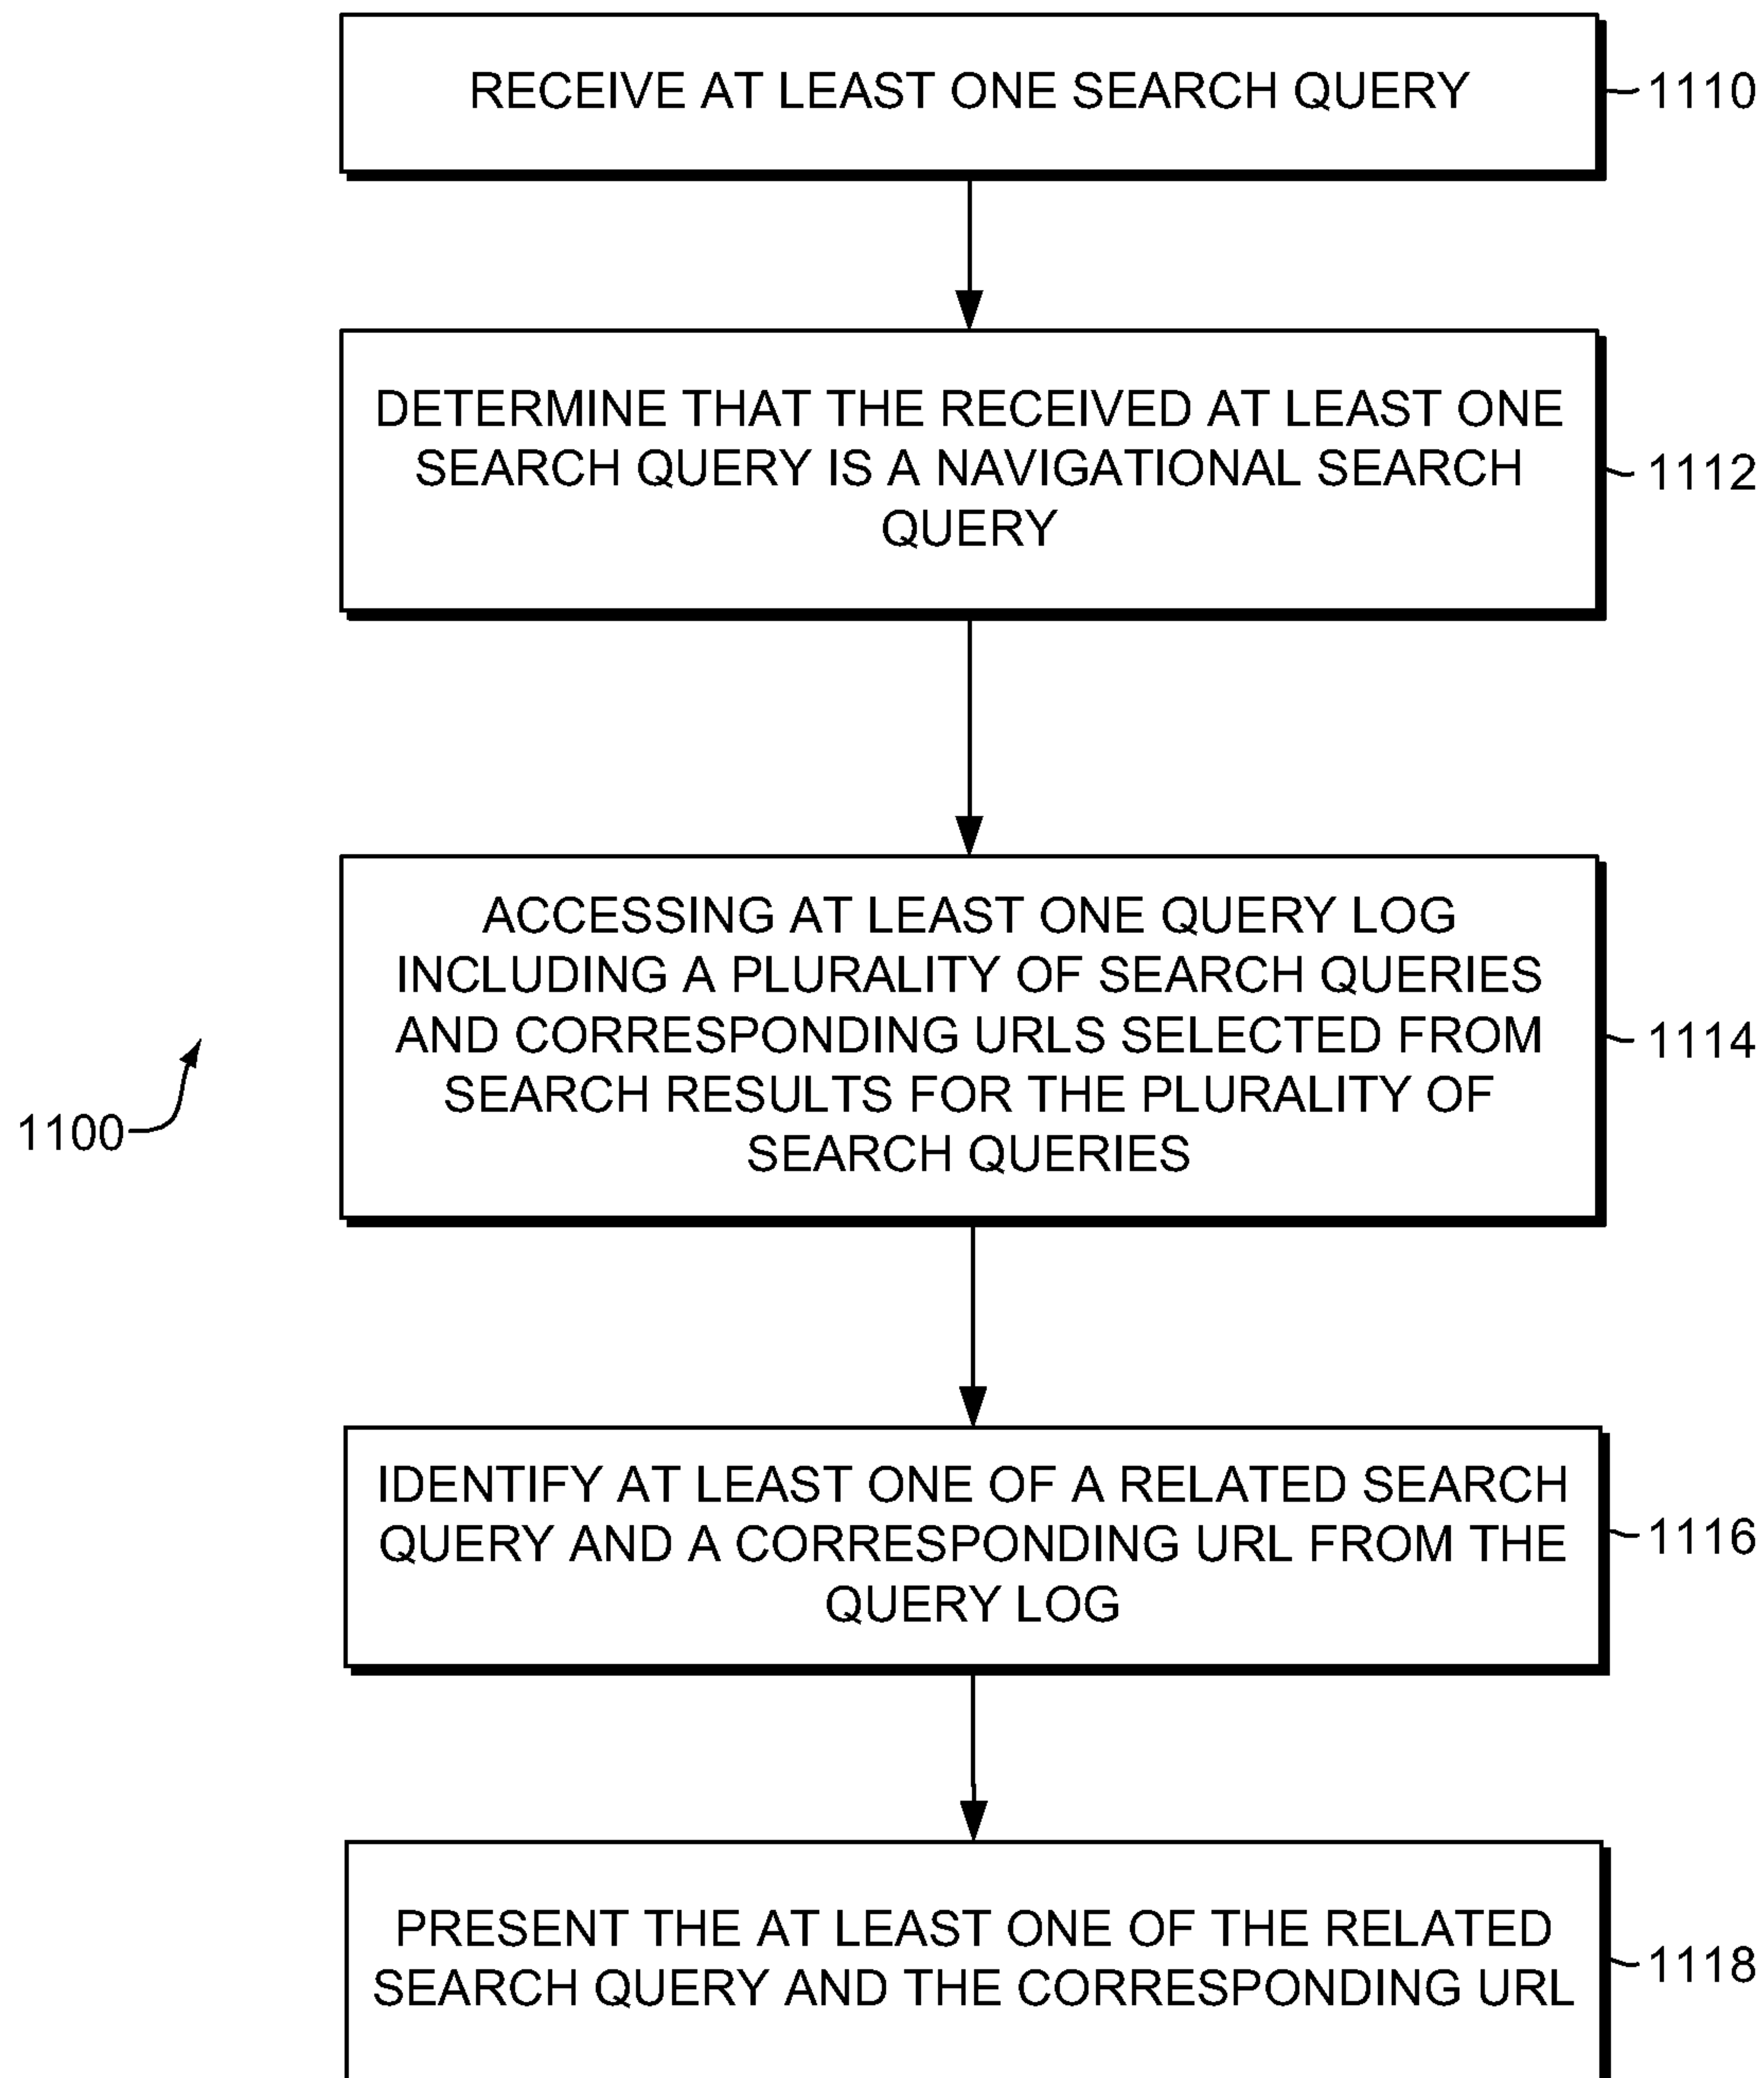 RECEIVE AT LEAST ONE SEARCH QUERY
1110
DETERMINE THAT THE RECEIVED AT LEAST ONE
SEARCH QUERY IS A NAVIGATIONAL SEARCH
QUERY
1112
ACCESSING AT LEAST ONE QUERY LOG
INCLUDING A PLURALITY OF SEARCH QUERIES
AND CORRESPONDING URLS SELECTED FROM
SEARCH RESULTS FOR THE PLURALITY OF
SEARCH QUERIES
1114
1100
IDENTIFY AT LEAST ONE OF A RELATED SEARCH
QUERY AND A CORRESPONDING URL FROM THE
QUERY LOG
1116
PRESENT THE AT LEAST ONE OF THE RELATED
SEARCH QUERY AND THE CORRESPONDING URL
1118